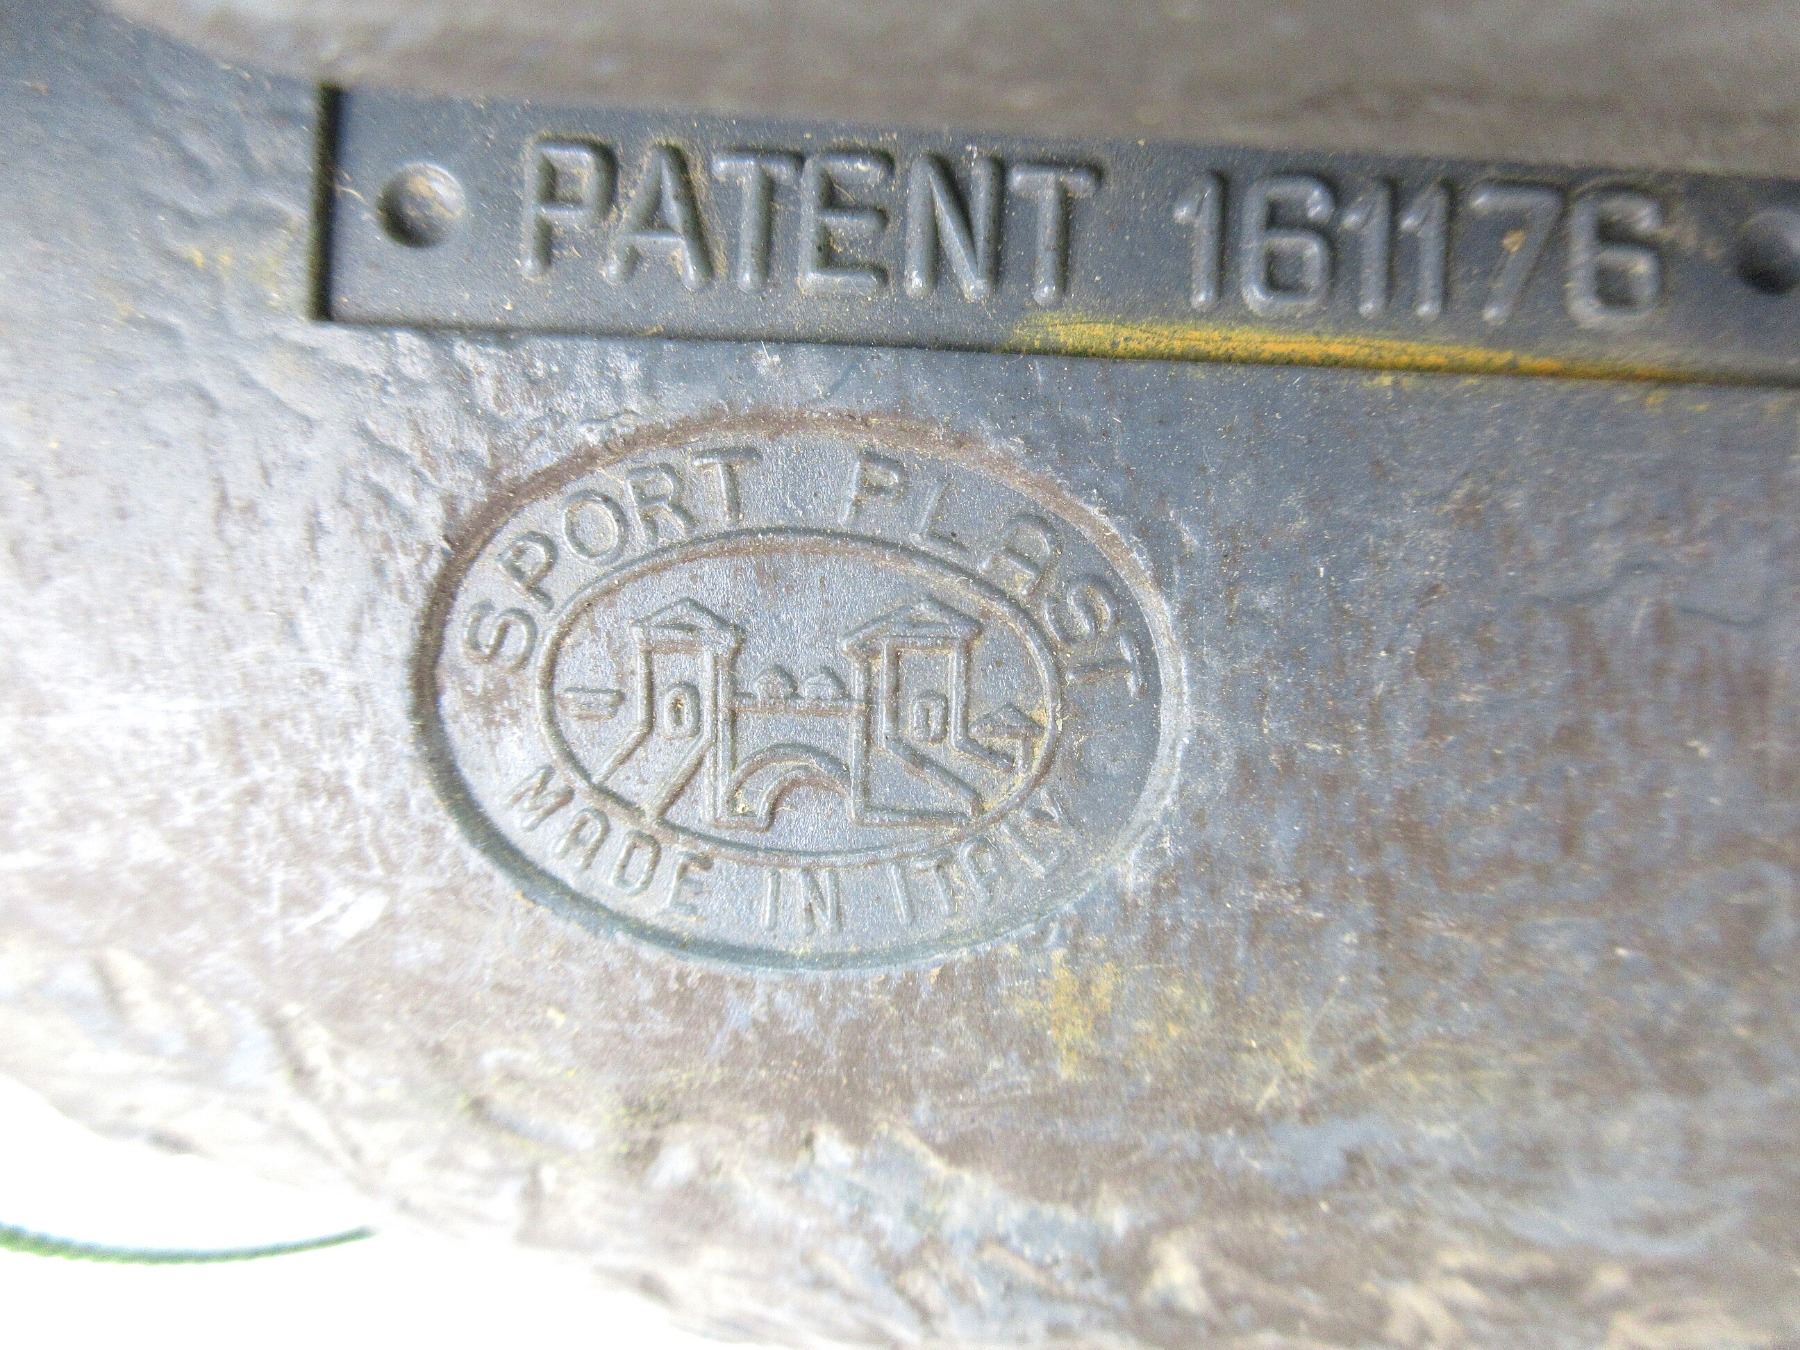 PATENT 161176
SPORT PLAST
MADE IN ITALY